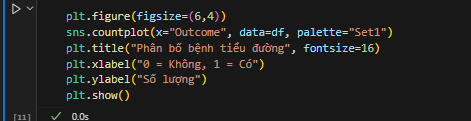 plt.figure(figsize=(6,4))
sns.countplot(x="Outcome", data=df, palette="Set1")
plt.title("Phân bố bệnh tiểu đường", fontsize=16)
plt.xlabel("0 = Không, 1 = Có")
plt.ylabel("Số lượng")
plt.show()
[11] 0.0s